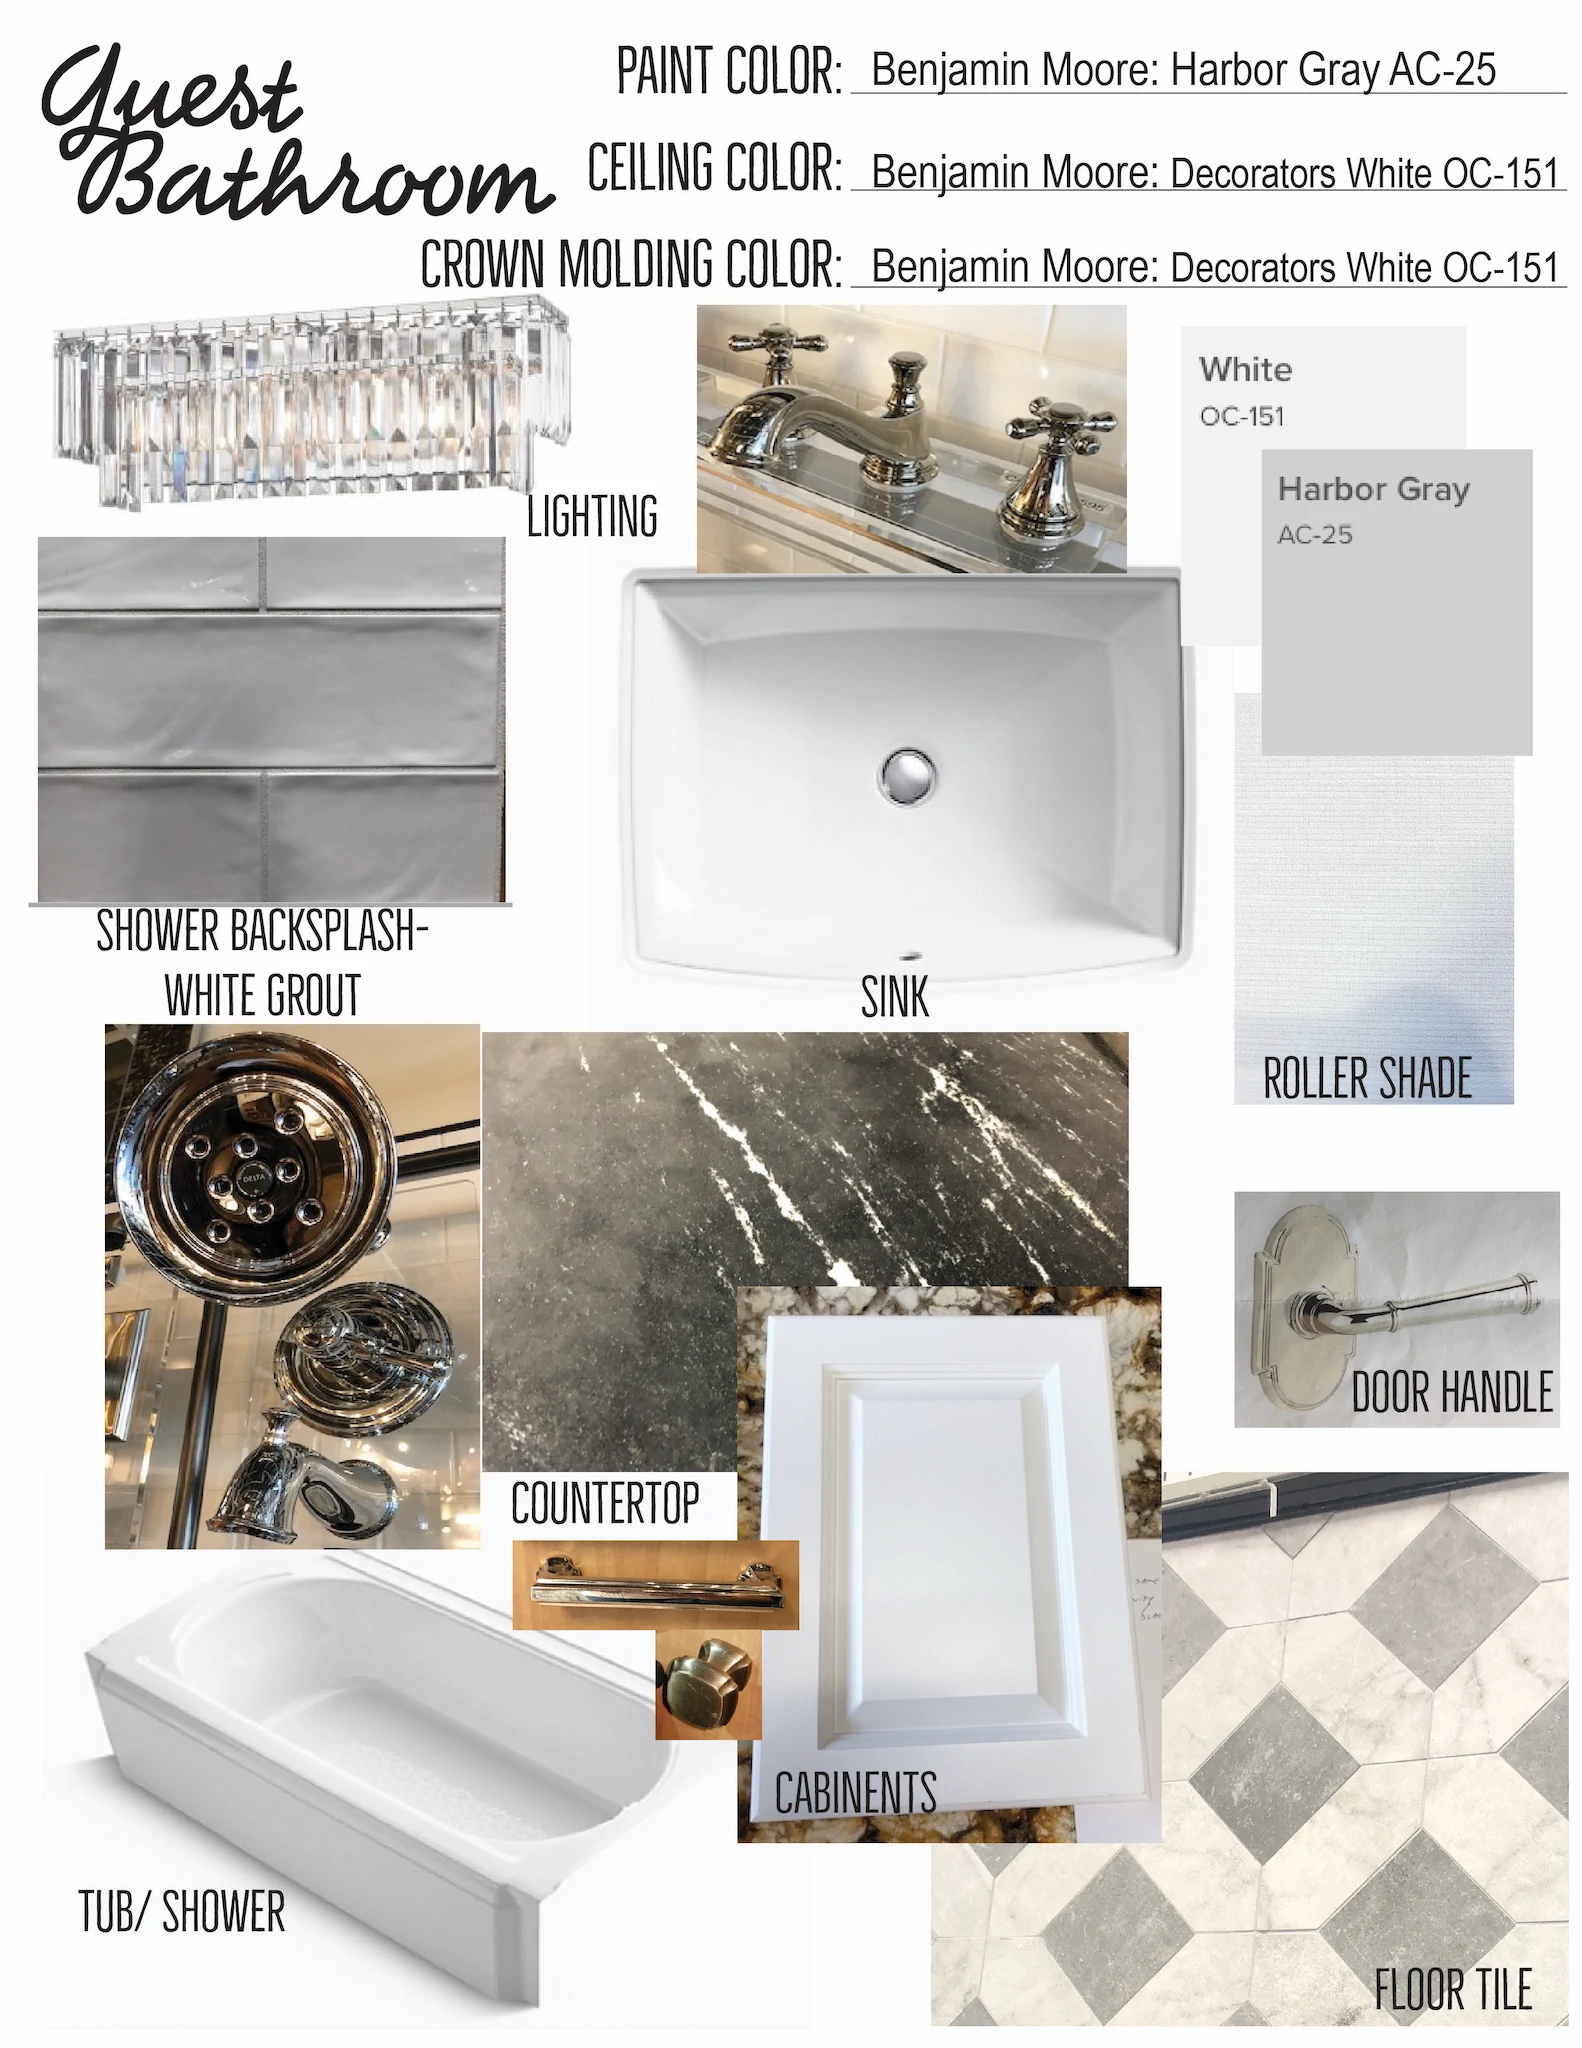 Guest
Bathroom
PAINT COLOR: Benjamin Moore: Harbor Gray AC-25
CEILING COLOR: Benjamin Moore: Decorators White OC-151
CROWN MOLDING COLOR: Benjamin Moore: Decorators White OC-151
White
OC-151
Harbor Gray
AC-25
LIGHTING
SHOWER BACKSPLASH-
WHITE GROUT
SINK
ROLLER SHADE
DELTA
DOOR HANDLE
COUNTERTOP
CABINENTS
TUB/ SHOWER
FLOOR TILE